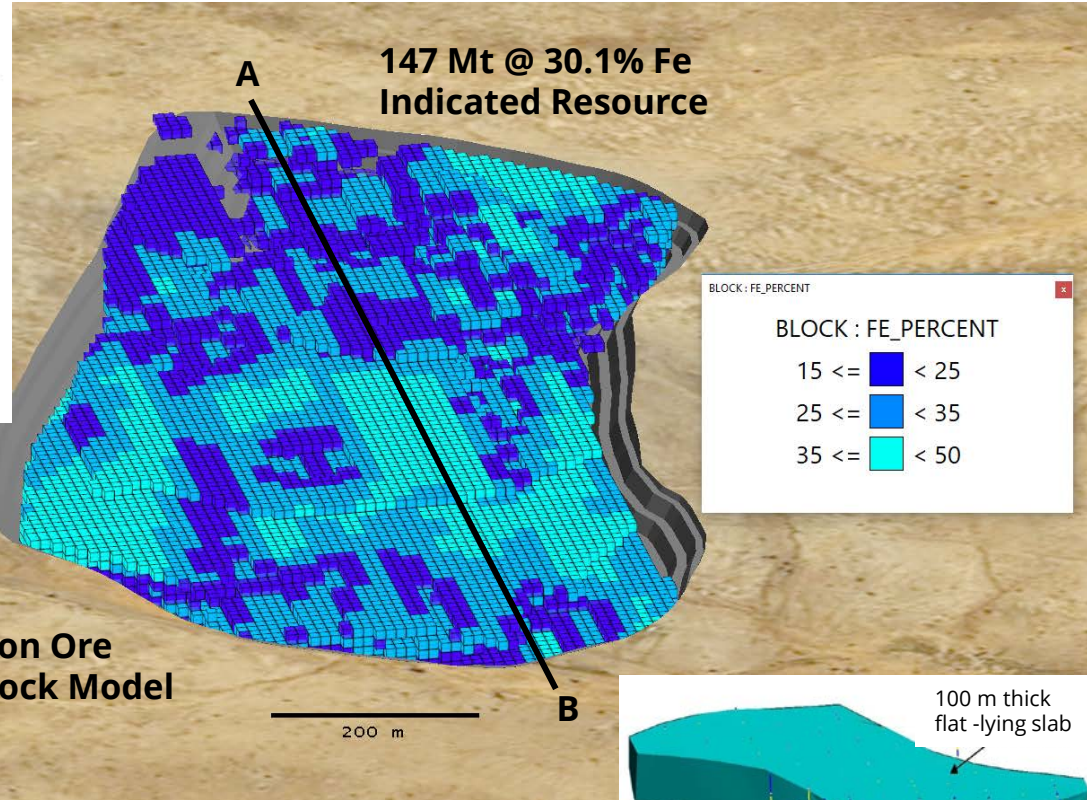 A
147 Mt @ 30.1% Fe
Indicated Resource
BLOCK : FE_PERCENT
x
BLOCK : FE_PERCENT
15 <= < 25
25 <= < 35
35 <= < 50
on Ore
ock Model
200 m
B
100 m thick
flat -lying slab